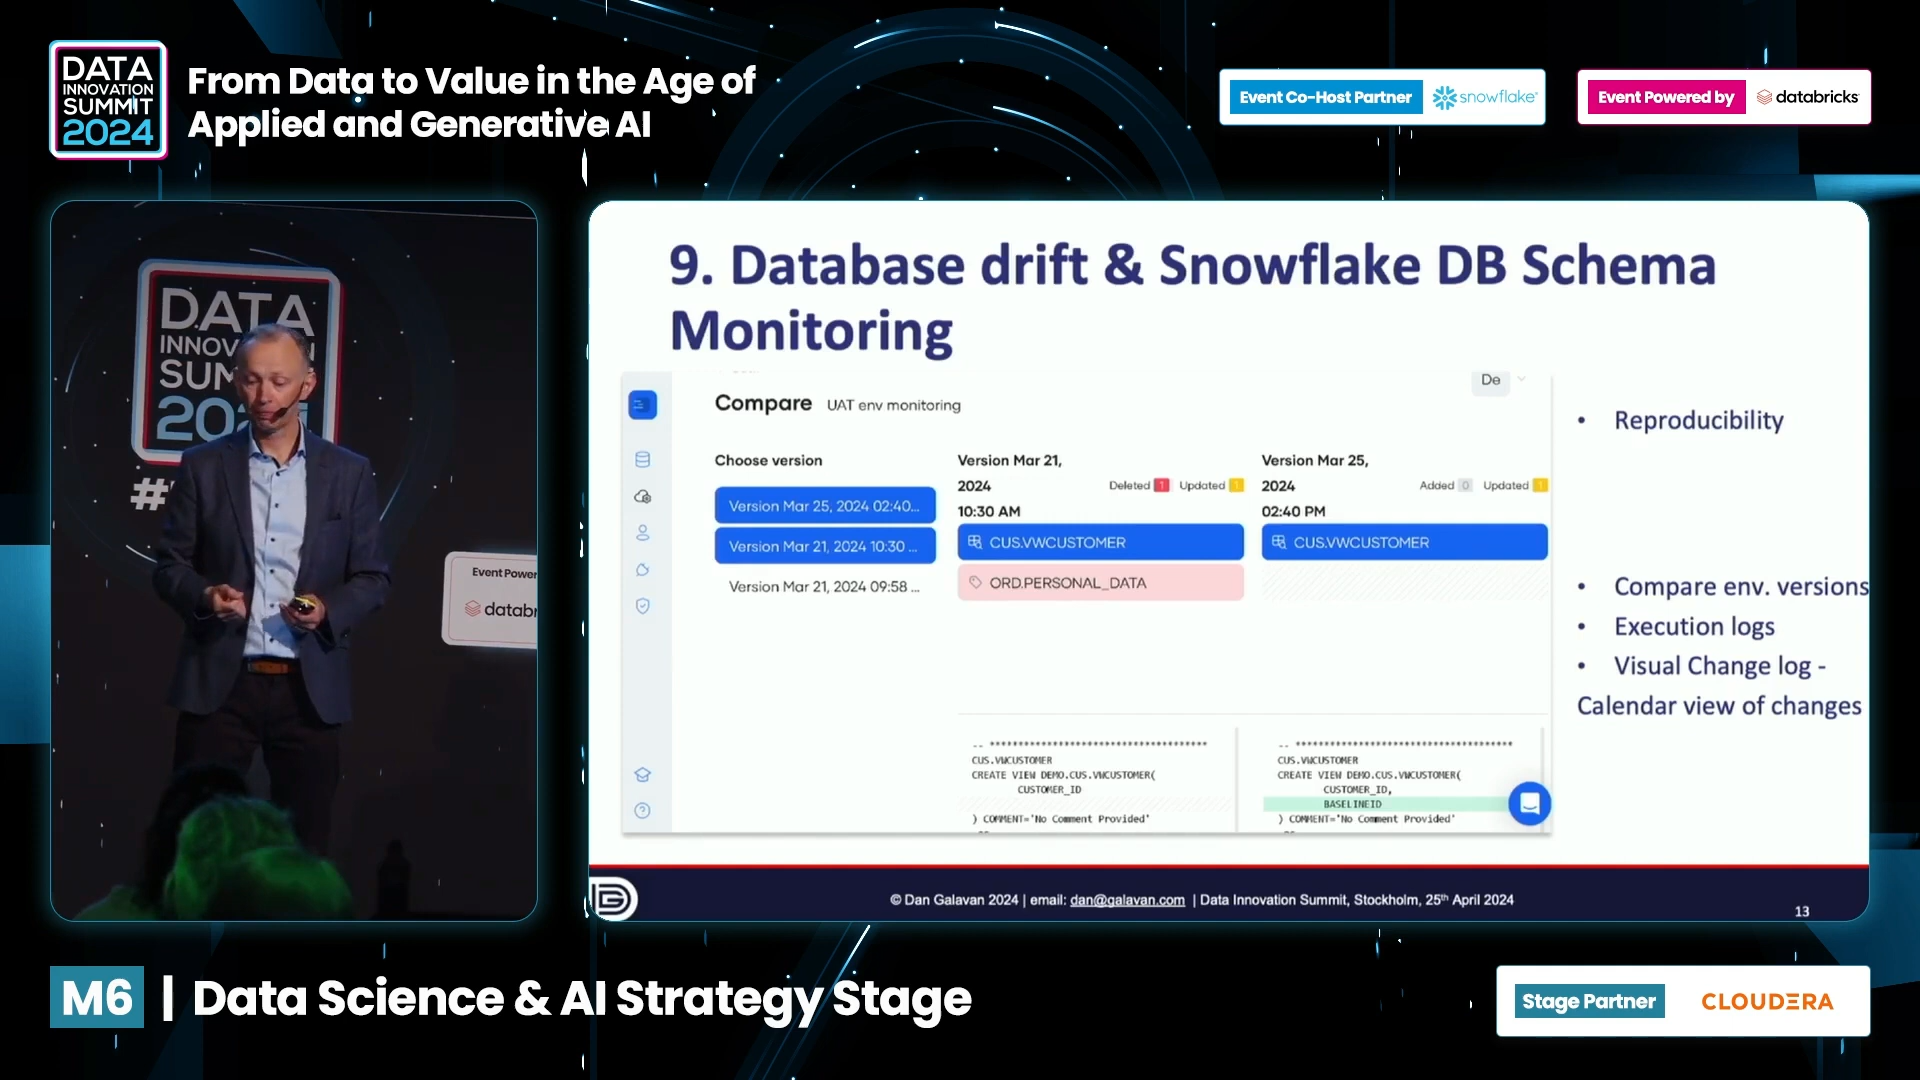 DATA
INNOVATION
SUMMIT
2024
From Data to Value in the Age of
Applied and Generative AI
Event Co-Host Partner
snowflake
Event Powered by
databricks
DATA
SUM
#
Event Power
databr
9. Database drift & Snowflake DB Schema
Monitoring
De
Compare UAT env monitoring
Choose version
Version Mar 25, 2024 02:40...
Version Mar 21, 2024 10:30 ...
Version Mar 21, 2024 09:58 ...
Version Mar 21,
2024
Deleted 1 Updated 1
10:30 AM
CUS.VWCUSTOMER
ORD.PERSONAL_DATA
Version Mar 25,
2024
Added 0 Updated 1
02:40 PM
CUS.VWCUSTOMER
CUS.VWCUSTOMER
CREATE VIEW DEMO.CUS.VWCUSTOMER(
CUSTOMER_ID
) COMMENT='No Comment Provided'
CUS.VWCUSTOMER
CREATE VIEW DEMO.CUS.VWCUSTOMER(
CUSTOMER_ID,
BASELINEID
) COMMENT='No Comment Provided'
• Reproducibility
• Compare env. versions
• Execution logs
• Visual Change log -
Calendar view of changes
© Dan Galavan 2024 | email: dan@galavan.com | Data Innovation Summit, Stockholm, 25th April 2024
13
M6 | Data Science & AI Strategy Stage
Stage Partner
CLOUDERA